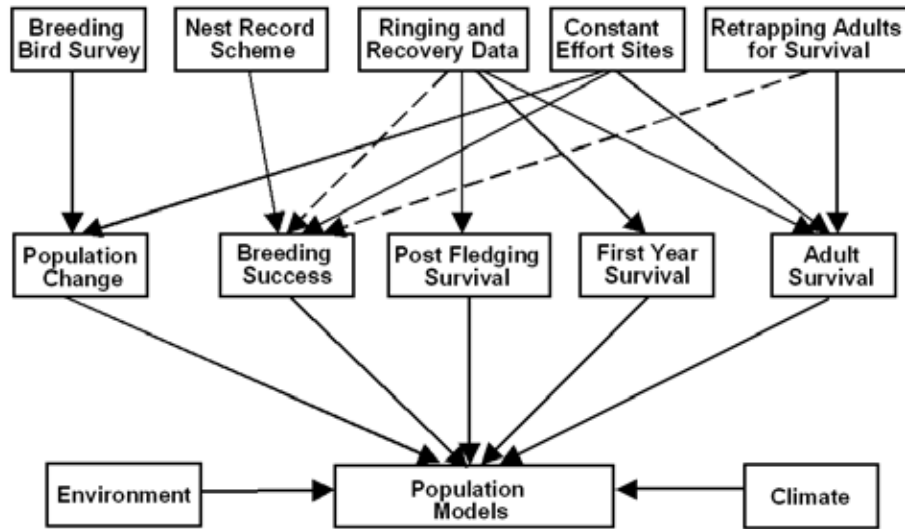 Breeding
Bird Survey
Nest Record
Scheme
Ringing and
Recovery Data
Constant
Effort Sites
Retrapping Adults
for Survival
Population
Change
Breeding
Success
Post Fledging
Survival
First Year
Survival
Adult
Survival
Environment
Population
Models
Climate